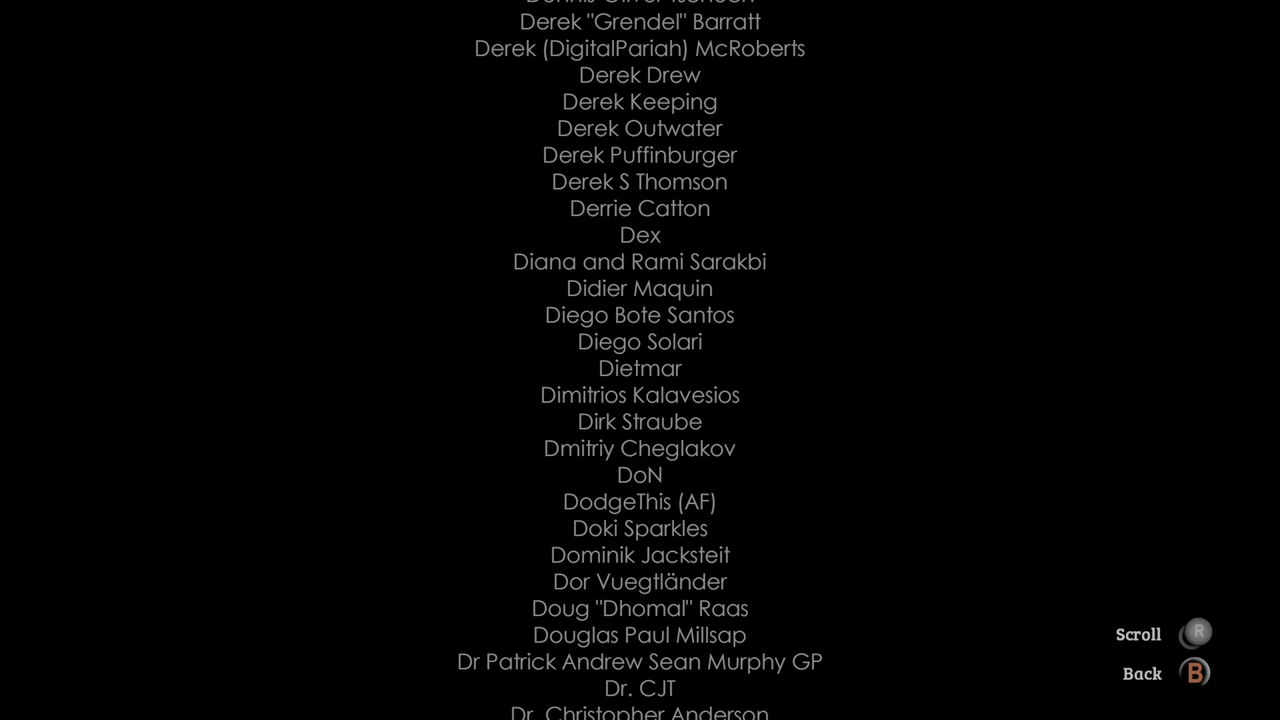 Derek "Grendel" Barratt
Derek (DigitalPariah) McRoberts
Derek Drew
Derek Keeping
Derek Outwater
Derek Puffinburger
Derek S Thomson
Derrie Catton
Dex
Diana and Rami Sarakbi
Didier Maquin
Diego Bote Santos
Diego Solari
Dietmar
Dimitrios Kalavesios
Dirk Straube
Dmitriy Cheglakov
DoN
DodgeThis (AF)
Doki Sparkles
Dominik Jacksteit
Dor Vuegtländer
Doug "Dhomal" Raas
Douglas Paul Millsap
Dr Patrick Andrew Sean Murphy GP
Dr. CJT
Dr. Christopher Anderson
Scroll R
Back B